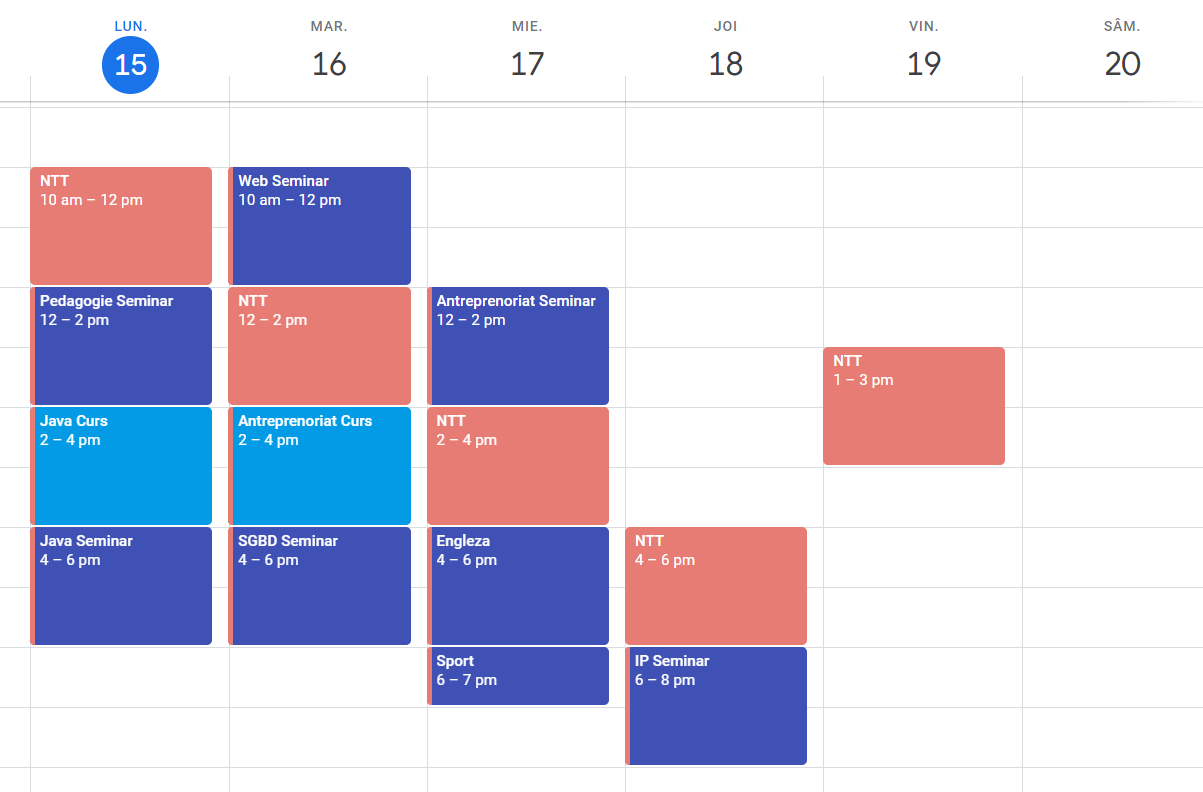 LUN.
15
MAR.
16
MIE.
17
JOI
18
VIN.
19
SÂM.
20
NTT
10 am – 12 pm
Pedagogie Seminar
12 – 2 pm
Java Curs
2 – 4 pm
Java Seminar
4 – 6 pm
Web Seminar
10 am – 12 pm
NTT
12 – 2 pm
Antreprenoriat Curs
2 – 4 pm
SGBD Seminar
4 – 6 pm
Antreprenoriat Seminar
12 – 2 pm
NTT
2 – 4 pm
Engleza
4 – 6 pm
Sport
6 – 7 pm
NTT
4 – 6 pm
IP Seminar
6 – 8 pm
NTT
1 – 3 pm